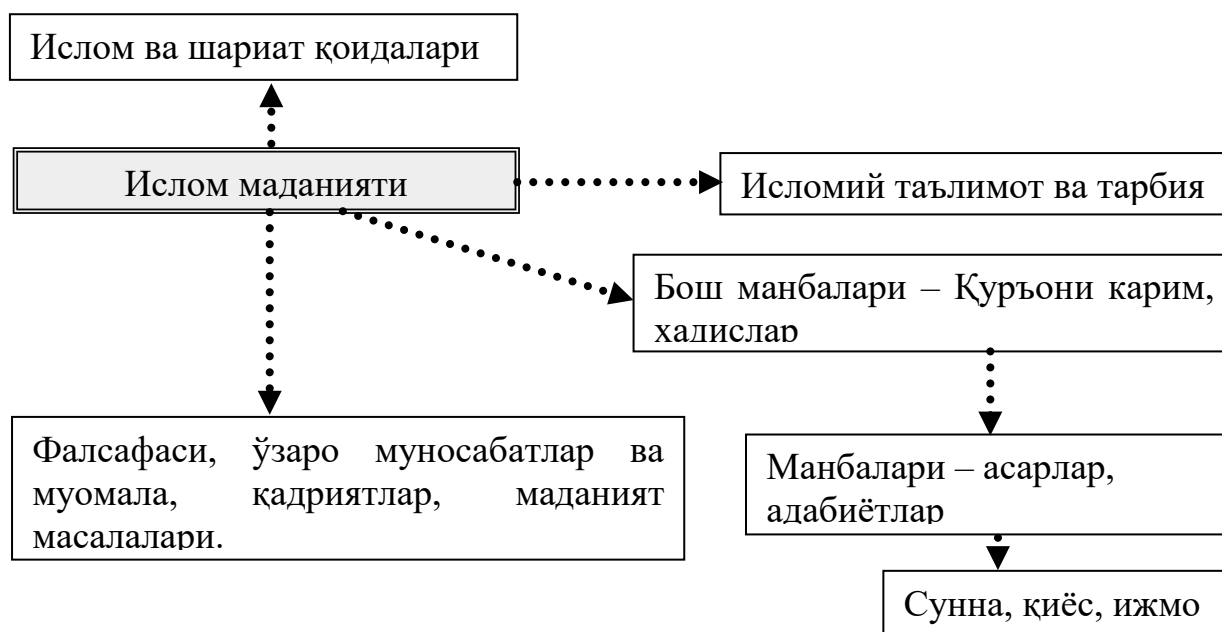 Ислом ва шариат қоидалари
Ислом маданияти
Исломий таълимот ва тарбия
Бош манбалари – Қуръони карим,
хадислар
Фалсафаси, ўзаро муносабатлар ва
муомала, қадриятлар, маданият
масалалари.
Манбалари – асарлар,
адабиётлар
Сунна, қиёс, ижмо